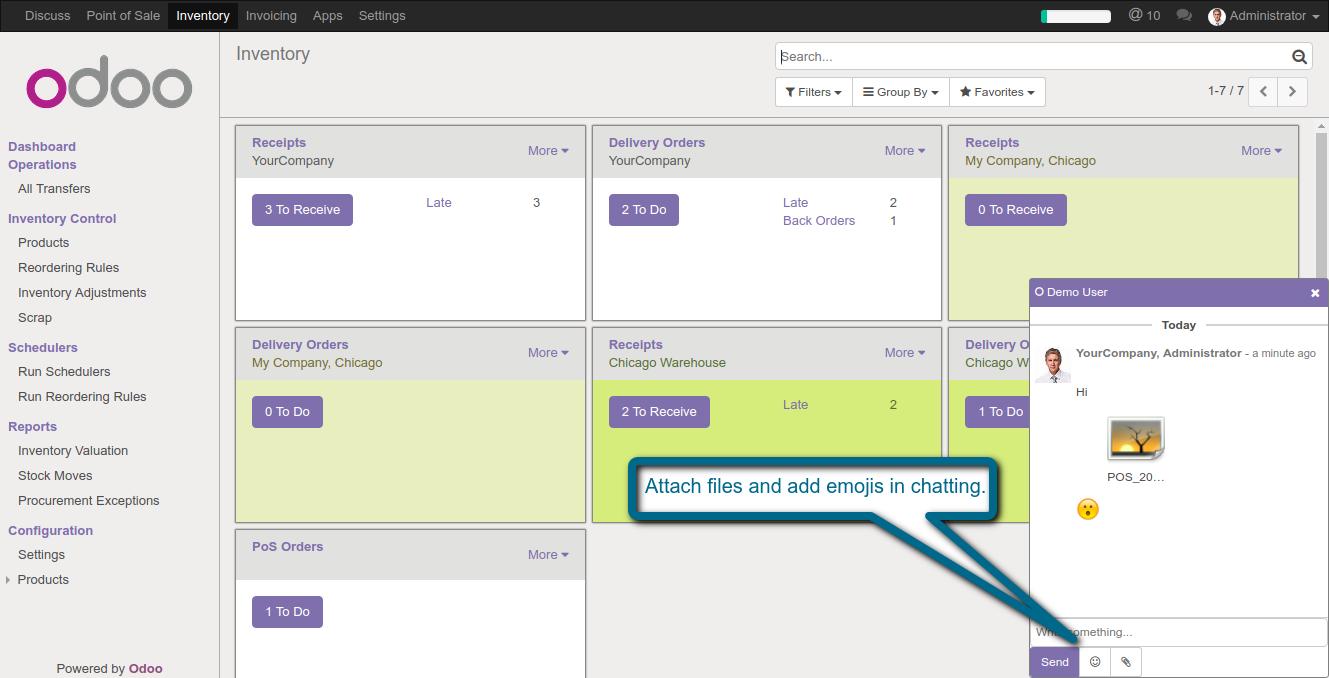 Discuss Point of Sale Inventory Invoicing Apps Settings @ 10 Administrator
odoo
Dashboard
Operations
All Transfers
Inventory Control
Products
Reordering Rules
Inventory Adjustments
Scrap
Schedulers
Run Schedulers
Run Reordering Rules
Reports
Inventory Valuation
Stock Moves
Procurement Exceptions
Configuration
Settings
Products
Powered by Odoo
Inventory
Search...
Filters Group By Favorites 1-7 / 7
Receipts More
YourCompany
3 To Receive Late 3
Delivery Orders More
YourCompany
2 To Do Late 2
Back Orders 1
Receipts More
My Company, Chicago
0 To Receive
Delivery Orders More
My Company, Chicago
0 To Do
Receipts More
Chicago Warehouse
2 To Receive Late 2
Delivery O
Chicago W
1 To Do
PoS Orders More
1 To Do
Attach files and add emojis in chatting.
Demo User
Today
YourCompany, Administrator - a minute ago
Hi
POS_20...
omething...
Send